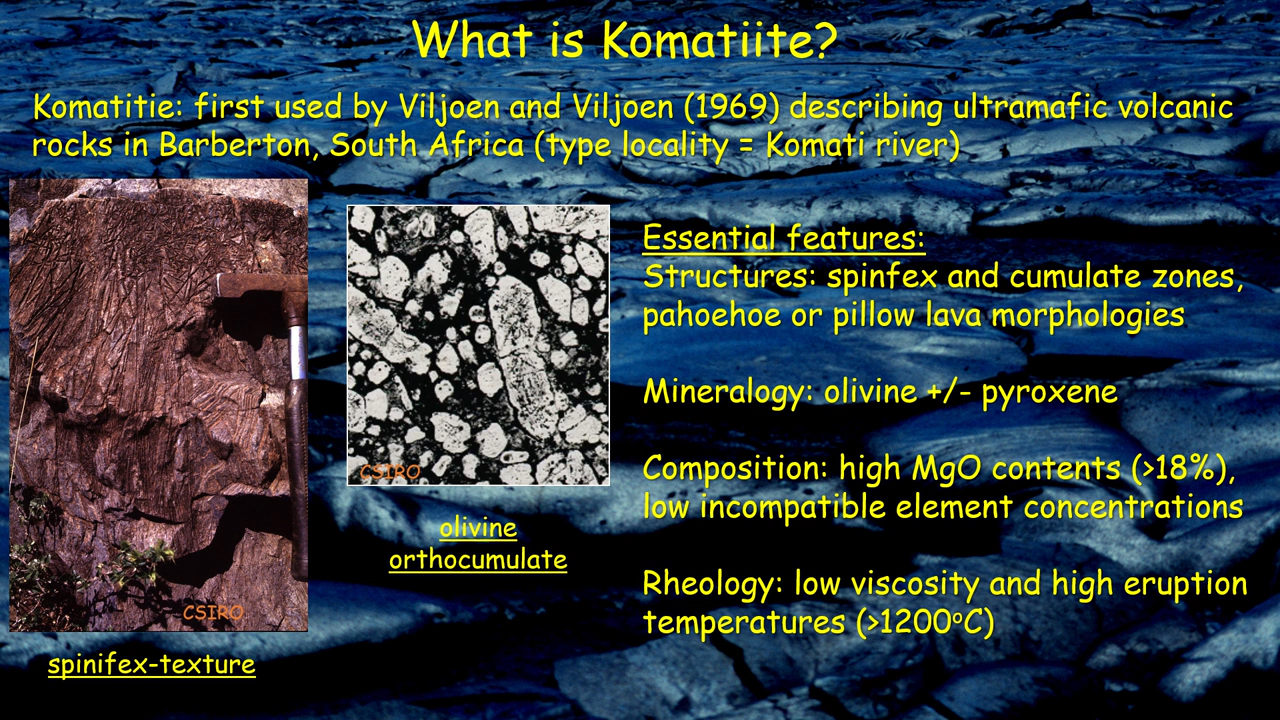 What is Komatiite?
Komatitie: first used by Viljoen and Viljoen (1969) describing ultramafic volcanic
rocks in Barberton, South Africa (type locality = Komati river)
Essential features:
Structures: spinfex and cumulate zones,
pahoehoe or pillow lava morphologies
Mineralogy: olivine +/- pyroxene
Composition: high MgO contents (>18%),
low incompatible element concentrations
Rheology: low viscosity and high eruption
temperatures (>1200°C)
CSIRO
olivine
orthocumulate
CSIRO
spinifex-texture